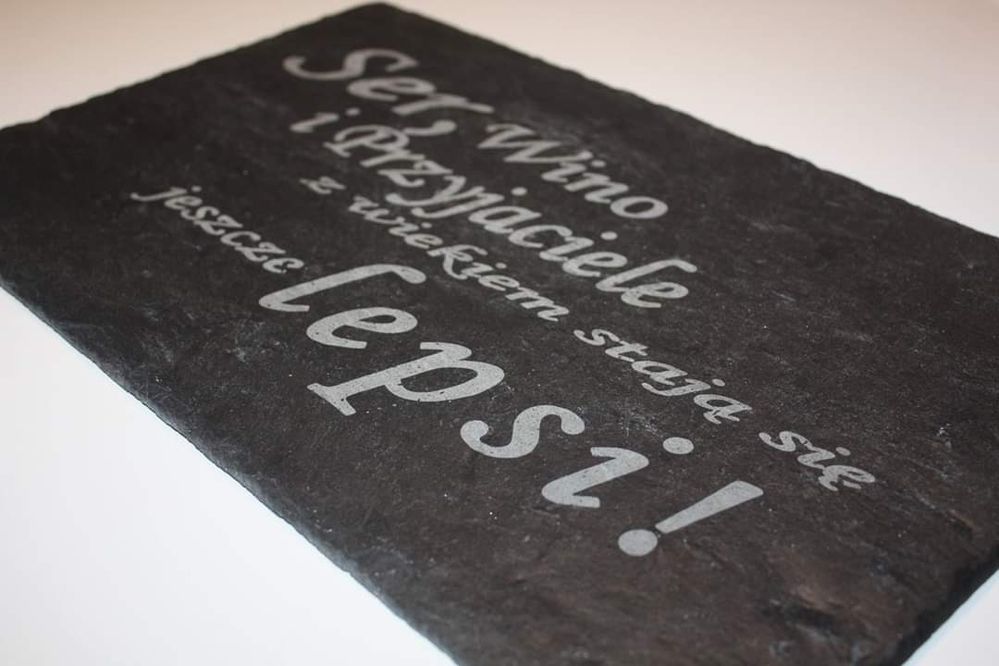 Ser, Wino
i Przyjaciele
z wiekiem stają się
jeszcze lepsi!